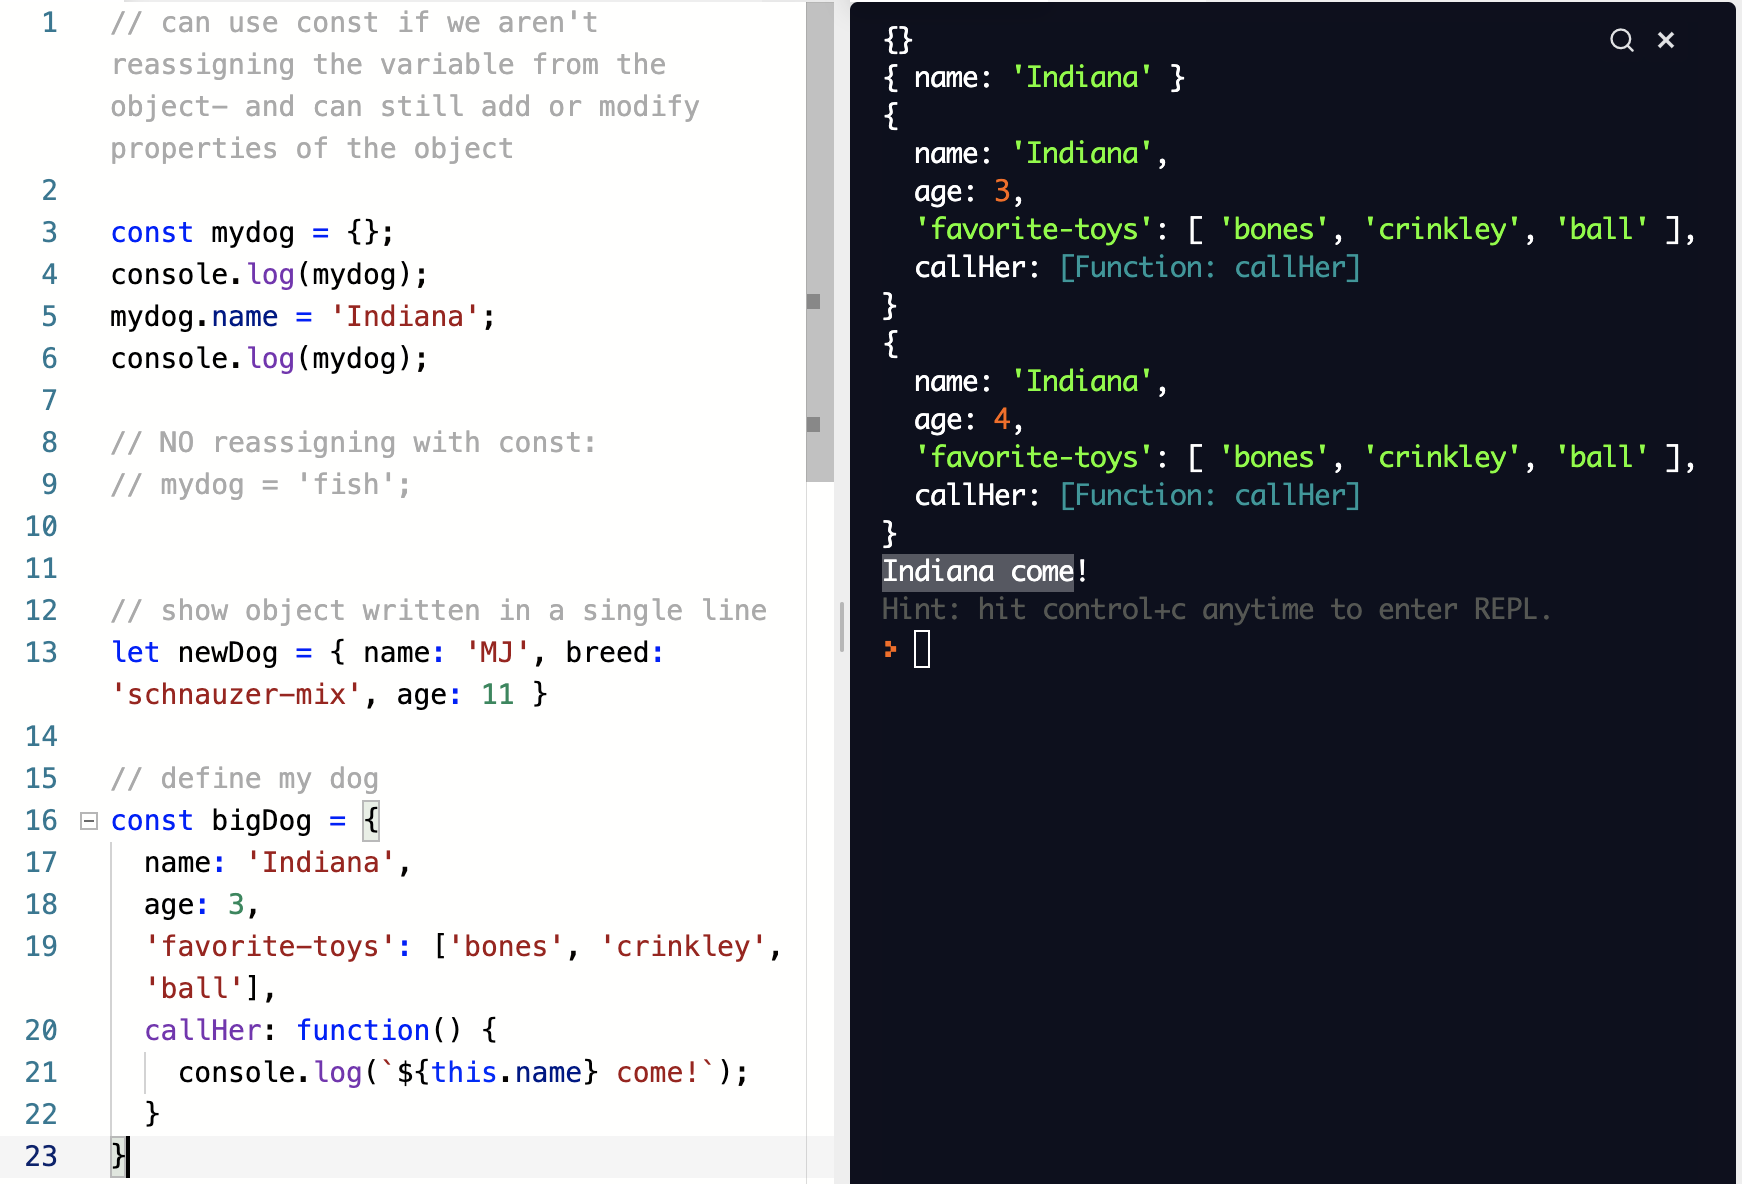 1 // can use const if we aren't
reassigning the variable from the
object- and can still add or modify
properties of the object
2
3 const mydog = {};
4 console.log(mydog);
5 mydog.name = 'Indiana';
6 console.log(mydog);
7
8 // NO reassigning with const:
9 // mydog = 'fish';
10
11
12 // show object written in a single line
13 let newDog = { name: 'MJ', breed:
'schnauzer-mix', age: 11 }
14
15 // define my dog
16 const bigDog = {
17 name: 'Indiana',
18 age: 3,
19 'favorite-toys': ['bones', 'crinkley',
'ball'],
20 callHer: function() {
21 console.log(`${this.name} come!`);
22 }
23 }
{}
{ name: 'Indiana' }
{
name: 'Indiana',
age: 3,
'favorite-toys': [ 'bones', 'crinkley', 'ball' ],
callHer: [Function: callHer]
}
{
name: 'Indiana',
age: 4,
'favorite-toys': [ 'bones', 'crinkley', 'ball' ],
callHer: [Function: callHer]
}
Indiana come!
Hint: hit control+c anytime to enter REPL.